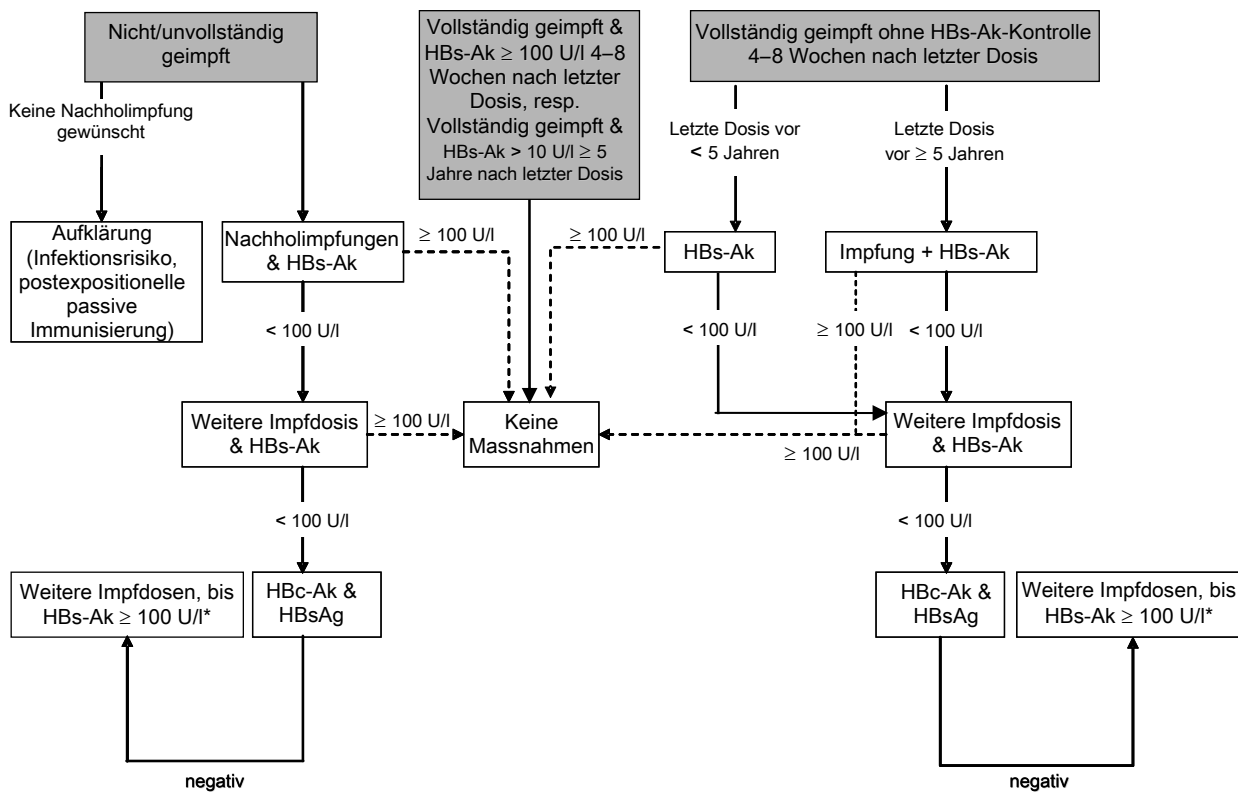 Nicht/unvollständig
geimpft
Vollständig geimpft &
HBs-Ak ≥ 100 U/l 4–8
Wochen nach letzter
Dosis, resp.
Vollständig geimpft &
HBs-Ak > 10 U/l ≥ 5
Jahre nach letzter Dosis
Vollständig geimpft ohne HBs-Ak-Kontrolle
4–8 Wochen nach letzter Dosis
Keine Nachholimpfung
gewünscht
Letzte Dosis vor
< 5 Jahren
Letzte Dosis
vor ≥ 5 Jahren
Aufklärung
(Infektionsrisiko,
postexpositionelle
passive
Immunisierung)
Nachholimpfungen
& HBs-Ak
≥ 100 U/l
≥ 100 U/l
HBs-Ak
Impfung + HBs-Ak
< 100 U/l
< 100 U/l
≥ 100 U/l
< 100 U/l
Weitere Impfdosis
& HBs-Ak
≥ 100 U/l
Keine
Massnahmen
≥ 100 U/l
Weitere Impfdosis
& HBs-Ak
< 100 U/l
< 100 U/l
Weitere Impfdosen, bis
HBs-Ak ≥ 100 U/l*
HBc-Ak &
HBsAg
HBc-Ak &
HBsAg
Weitere Impfdosen, bis
HBs-Ak ≥ 100 U/l*
negativ
negativ